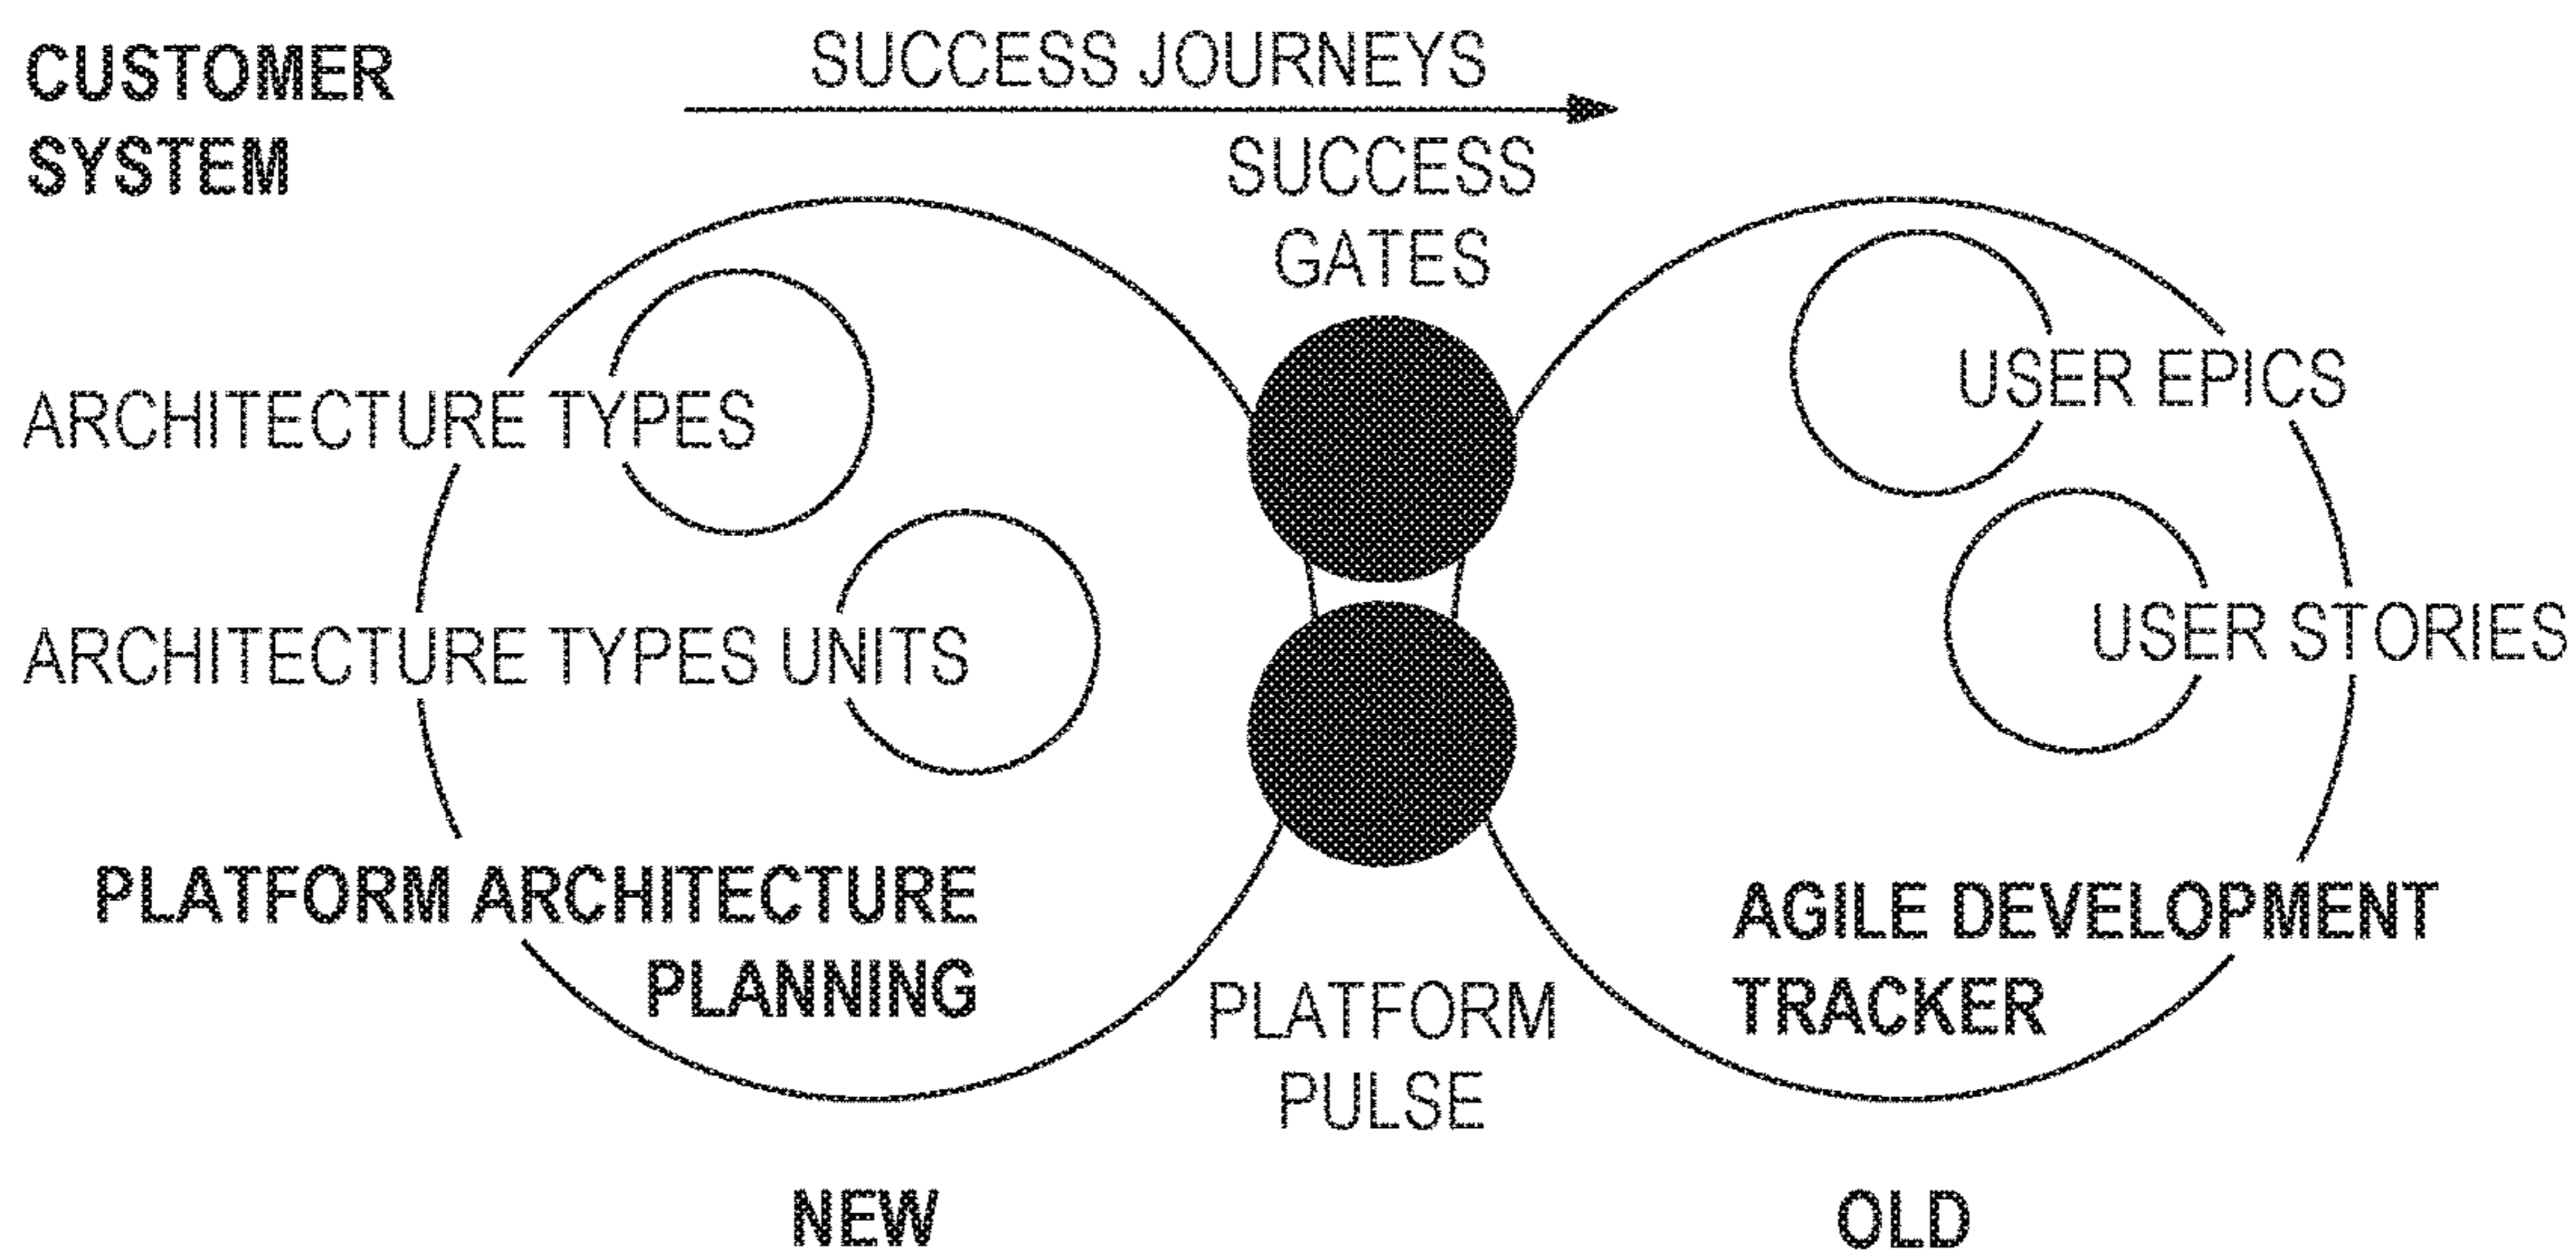 CUSTOMER
SYSTEM
SUCCESS JOURNEYS
SUCCESS
GATES
ARCHITECTURE TYPES
USER EPICS
ARCHITECTURE TYPES UNITS
USER STORIES
PLATFORM ARCHITECTURE
PLANNING
AGILE DEVELOPMENT
TRACKER
PLATFORM
PULSE
NEW
OLD